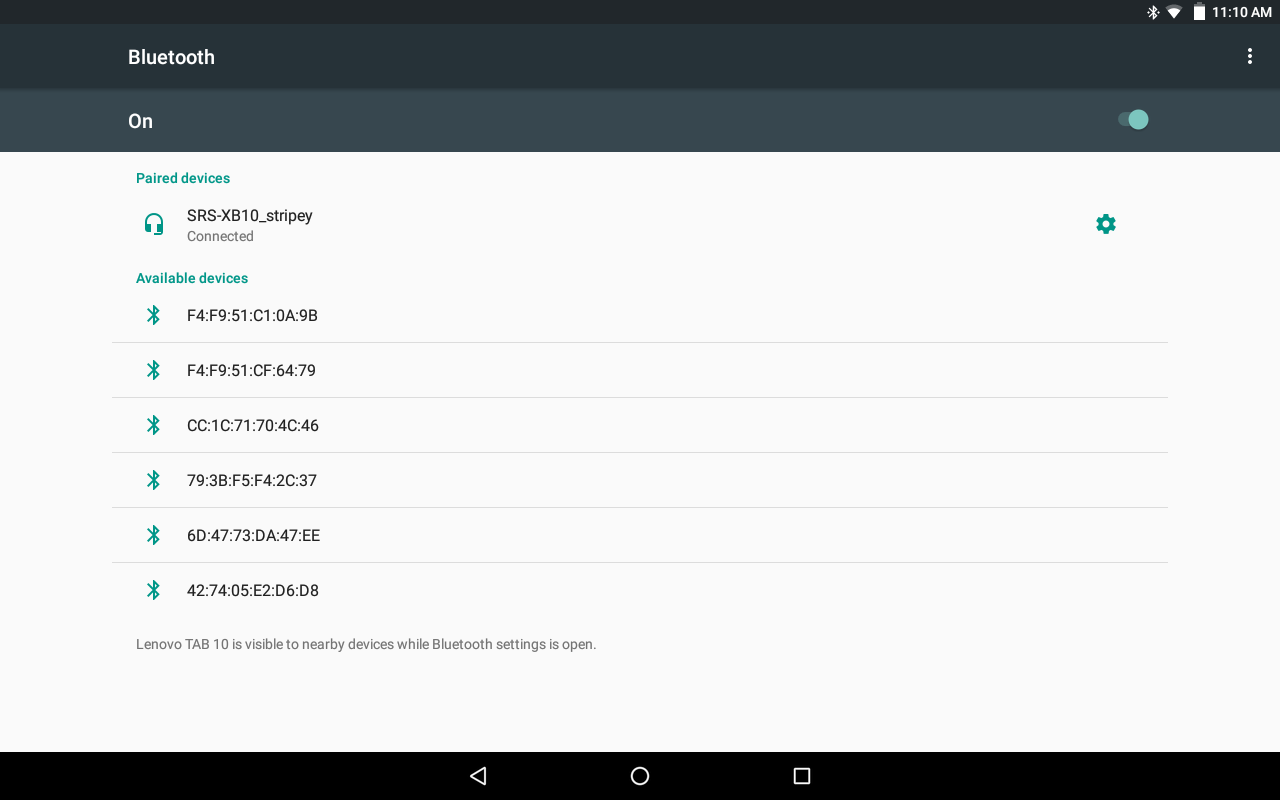 11:10 AM
Bluetooth
On
Paired devices
SRS-XB10_stripey
Connected
Available devices
F4:F9:51:C1:0A:9B
F4:F9:51:CF:64:79
CC:1C:71:70:4C:46
79:3B:F5:F4:2C:37
6D:47:73:DA:47:EE
42:74:05:E2:D6:D8
Lenovo TAB 10 is visible to nearby devices while Bluetooth settings is open.